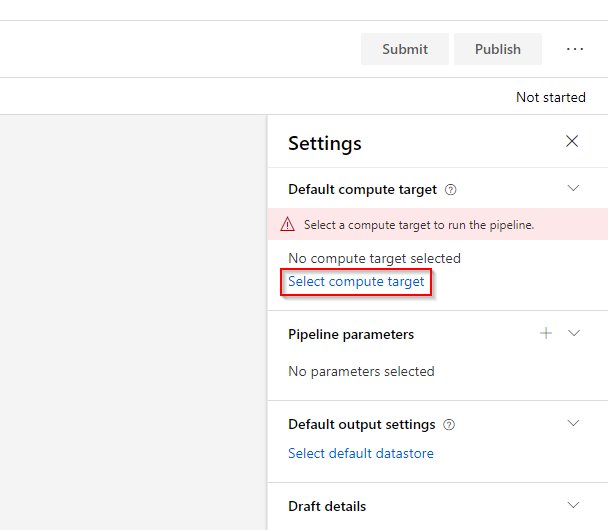 Submit
Publish
...
Not started
Settings
Default compute target
Select a compute target to run the pipeline.
No compute target selected
Select compute target
Pipeline parameters
No parameters selected
Default output settings
Select default datastore
Draft details